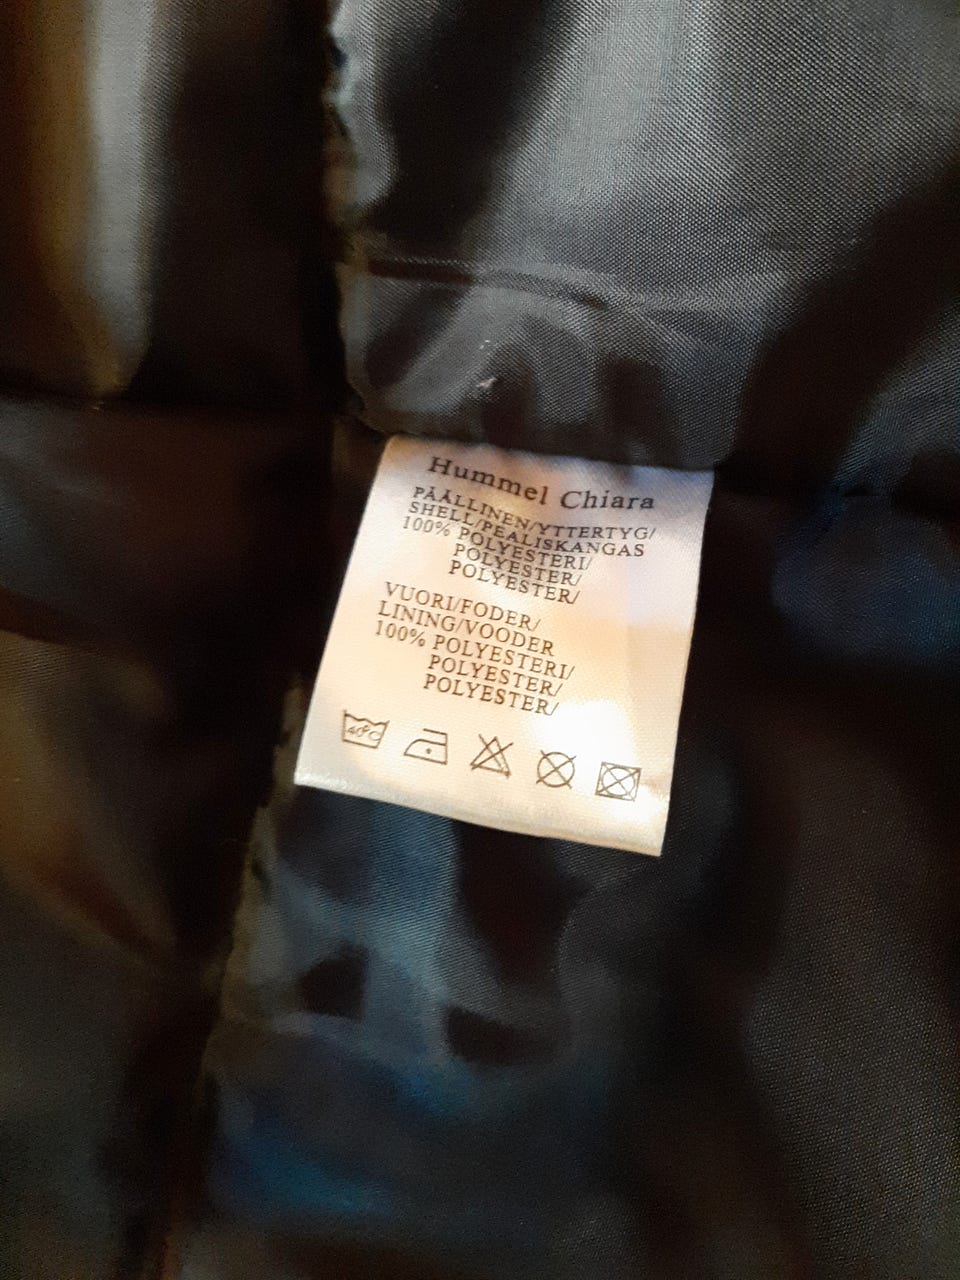 Hummel Chiara
PÄÄLLINEN/YTTERTYG/
SHELL/PEALISKANGAS
100% POLYESTERI/
POLYESTER/
POLYESTER/
VUORI/FODER/
LINING/VOODER
100% POLYESTERI/
POLYESTER/
POLYESTER/
40°C